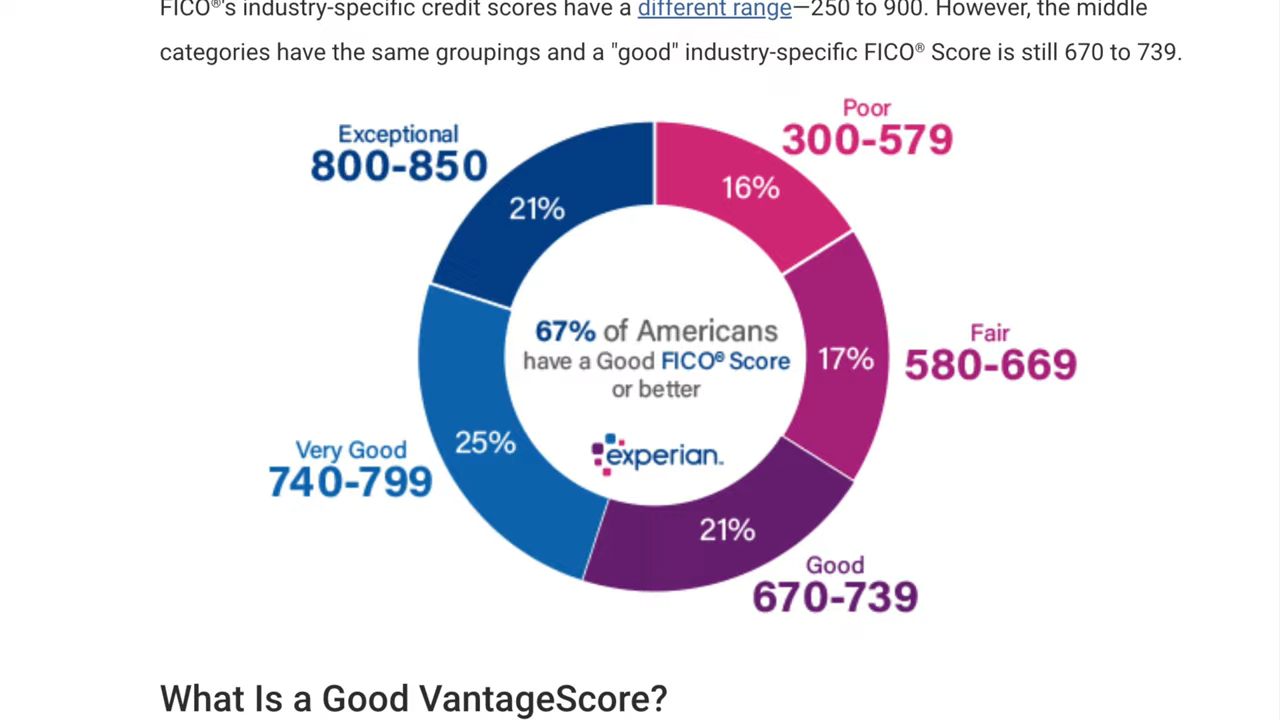 FICO®'s industry-specific credit scores have a different range—250 to 900. However, the middle
categories have the same groupings and a "good" industry-specific FICO® Score is still 670 to 739.
Poor
300-579
Exceptional
800-850
16%
21%
67% of Americans
have a Good FICO® Score
or better
Fair
580-669
17%
Very Good
740-799
25%
experian™
21%
Good
670-739
What Is a Good VantageScore?